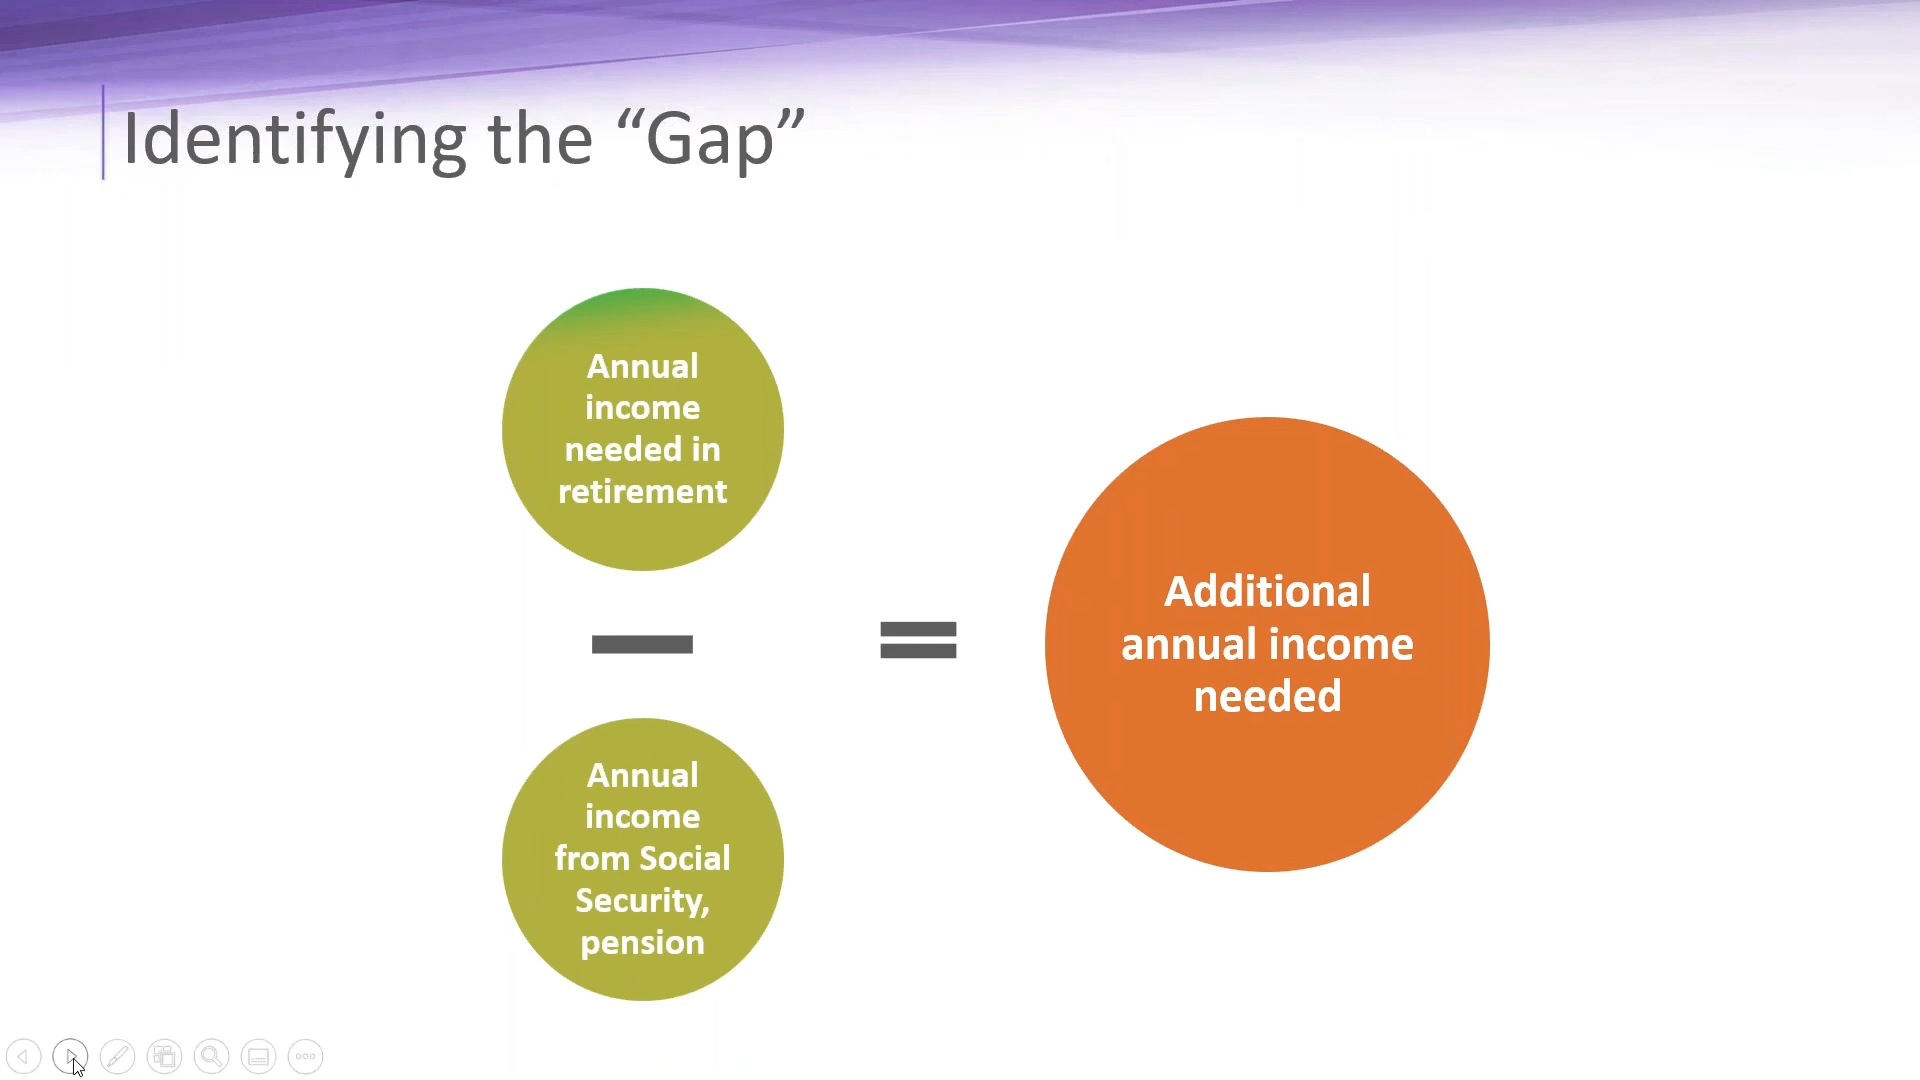 Identifying the “Gap”
Annual
income
needed in
retirement
Annual
income
from Social
Security,
pension
Additional
annual income
needed